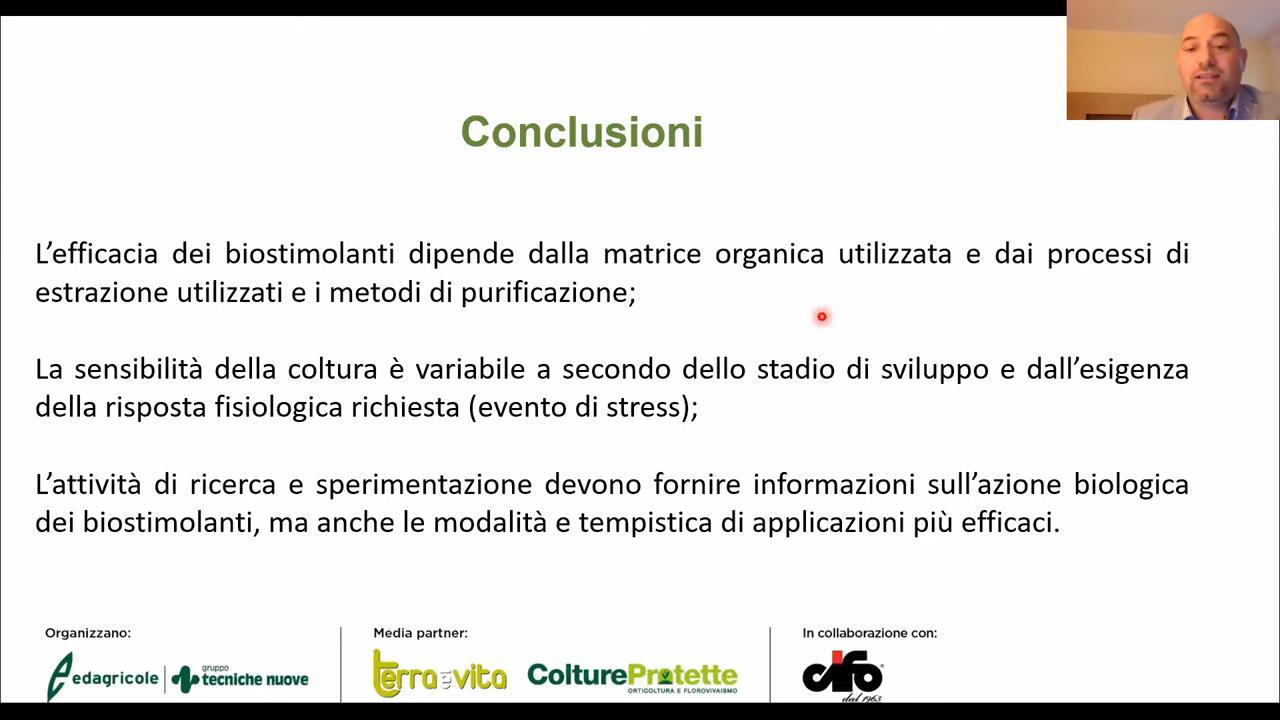 Conclusioni
L’efficacia dei biostimolanti dipende dalla matrice organica utilizzata e dai processi di
estrazione utilizzati e i metodi di purificazione;
La sensibilità della coltura è variabile a secondo dello stadio di sviluppo e dall’esigenza
della risposta fisiologica richiesta (evento di stress);
L’attività di ricerca e sperimentazione devono fornire informazioni sull’azione biologica
dei biostimolanti, ma anche le modalità e tempistica di applicazioni più efficaci.
Organizzano:
edagricole
gruppo
tecniche nuove
Media partner:
terra è vita
ColtureProtette
ORTICOLTURA E FLOROVIVAISMO
In collaborazione con:
cifo
dal 1963